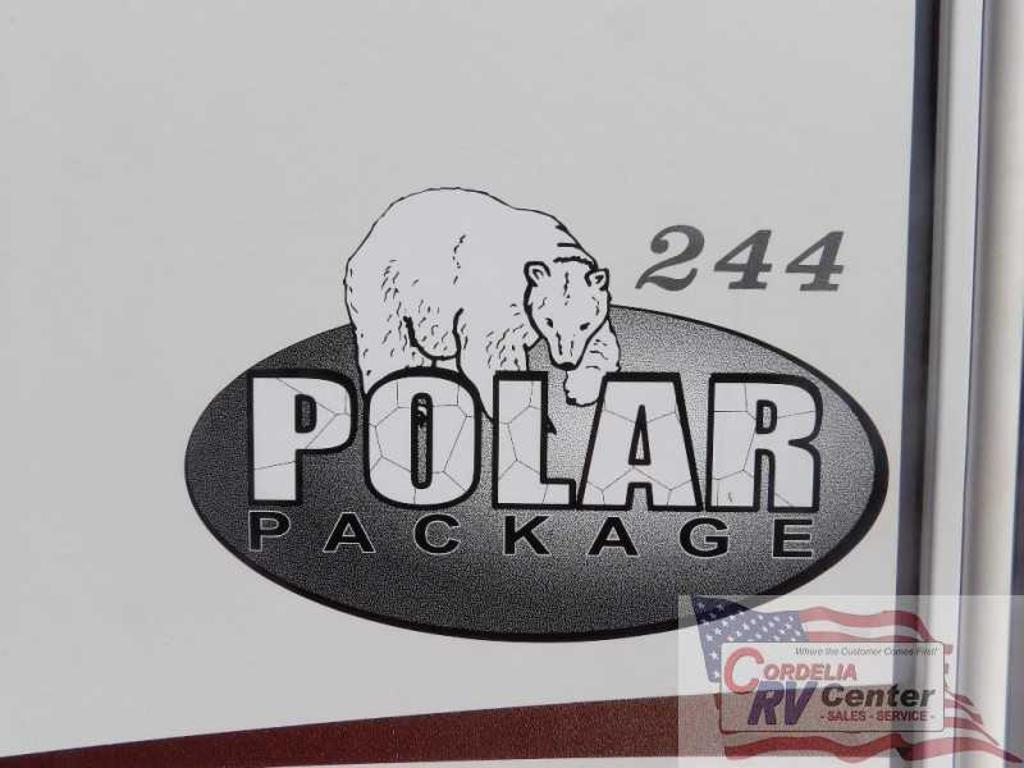 244
POLAR
PACKAGE
Where the Customer Comes First!
CORDELIA
RV Center
- SALES - SERVICE -